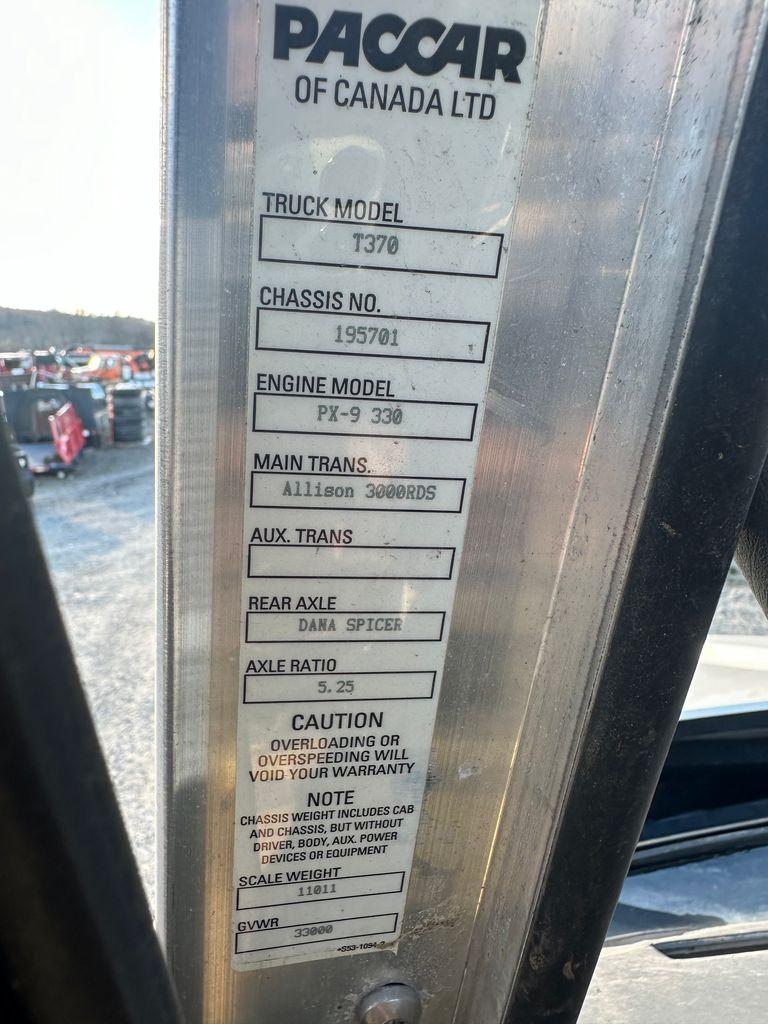 PACCAR
OF CANADA LTD
TRUCK MODEL
T370
CHASSIS NO.
195701
ENGINE MODEL
PX-9 330
MAIN TRANS.
Allison 3000RDS
AUX. TRANS
REAR AXLE
DANA SPICER
AXLE RATIO
5.25
CAUTION
OVERLOADING OR
OVERSPEEDING WILL
VOID YOUR WARRANTY
NOTE
CHASSIS WEIGHT INCLUDES CAB
AND CHASSIS, BUT WITHOUT
DRIVER, BODY, AUX. POWER
DEVICES OR EQUIPMENT
SCALE WEIGHT
11011
GVWR
33000